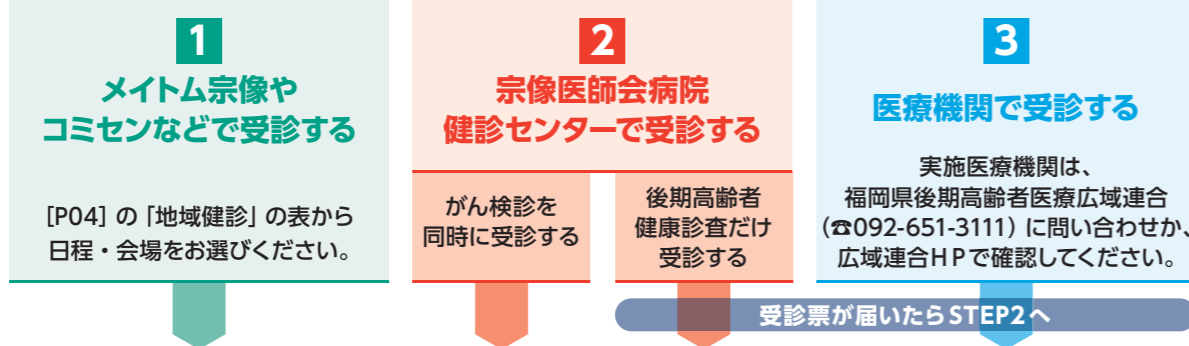 1
メイトム宗像や
コミセンなどで受診する
[P04] の「地域健診」の表から
日程・会場をお選びください。
2
宗像医師会病院
健診センターで受診する
がん検診を
同時に受診する
後期高齢者
健康診査だけ
受診する
3
医療機関で受診する
実施医療機関は、
福岡県後期高齢者医療広域連合
(☎092-651-3111) に問い合わせか、
広域連合HPで確認してください。
受診票が届いたらSTEP2へ